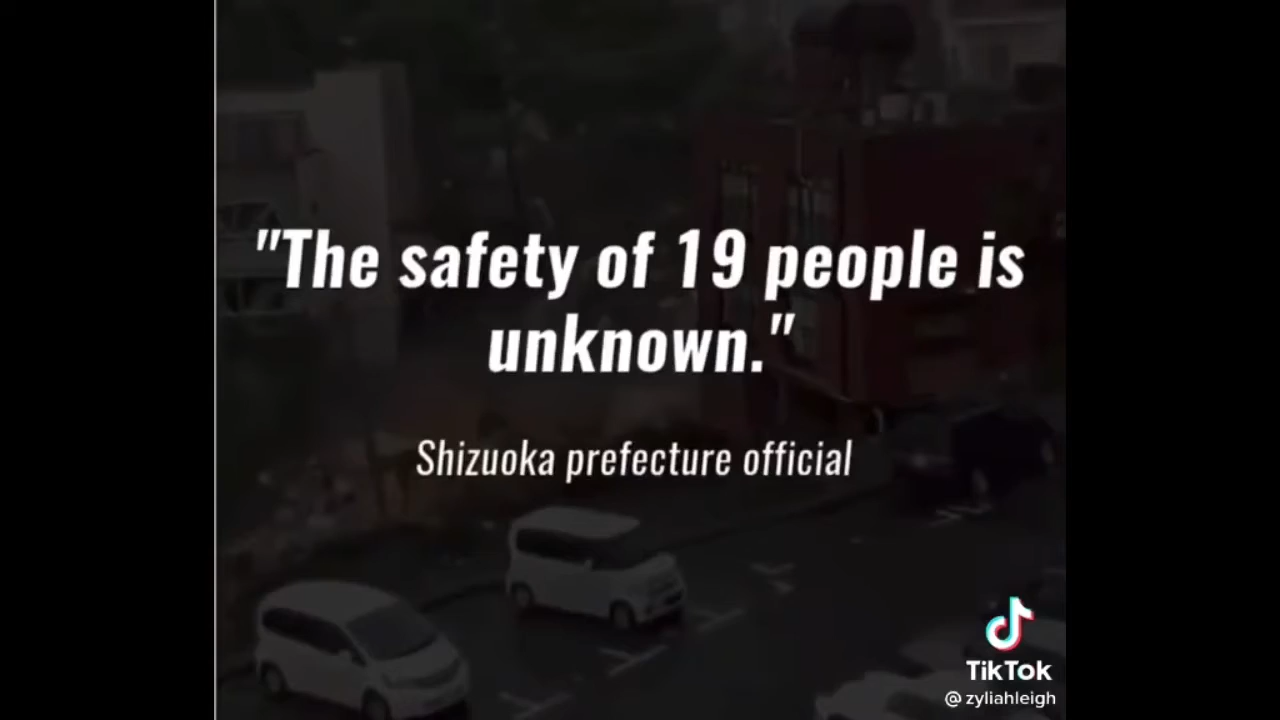 "The safety of 19 people is
unknown."
Shizuoka prefecture official
TikTok
@zyliahleigh